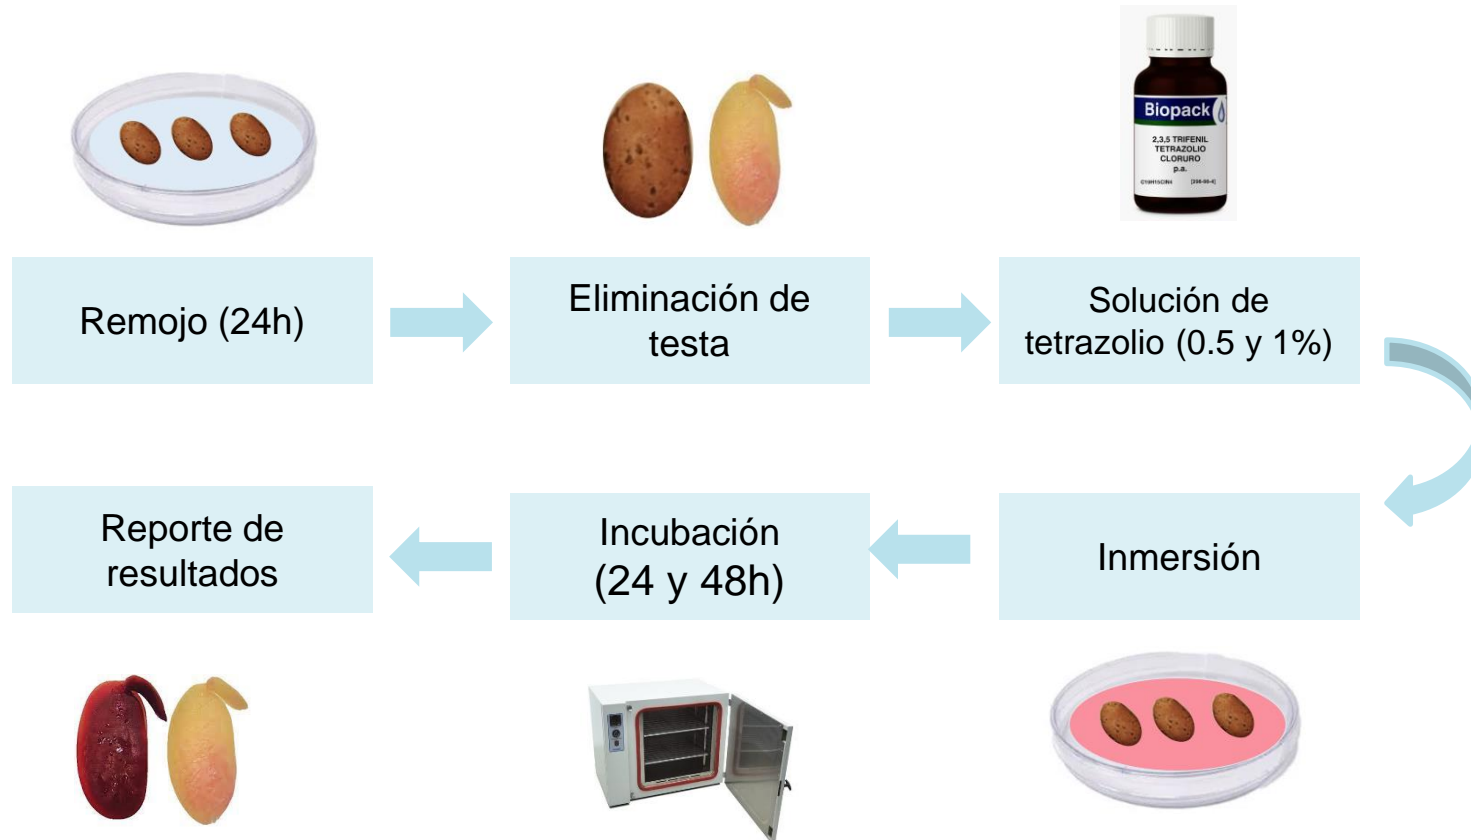 Biopack
2,3,5 TRIFENIL
TETRAZOLIO
CLORURO
p.a.
Remojo (24h)
Eliminación de
testa
Solución de
tetrazolio (0.5 y 1%)
Reporte de
resultados
Incubación
(24 y 48h)
Inmersión